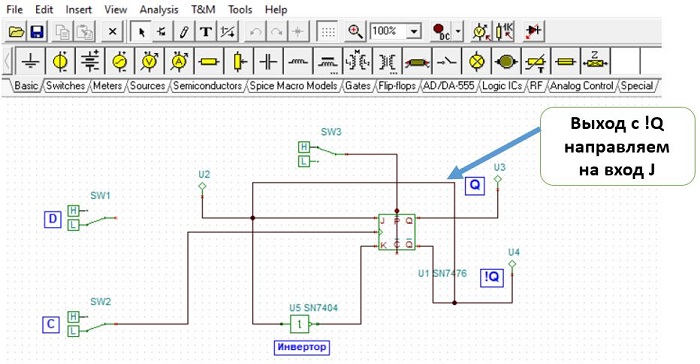 File Edit Insert View Analysis T&M Tools Help
100%
DC
Basic Switches Meters Sources Semiconductors Spice Macro Models Gates Flip-flops AD/DA-555 Logic ICs RF Analog Control Special
Выход с !Q
направляем
на вход J
SW3
H
L
U2
Q
U3
SW1
D
H
L
J P Q
K C Q
U4
U1 SN7476
!Q
SW2
C
H
L
U5 SN7404
1
Инвертор